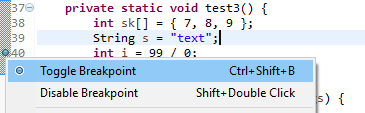 37 private static void test3() {
38 int sk[] = { 7, 8, 9 };
39 String s = "text";
40 int i = 99 / 0;
Toggle Breakpoint Ctrl+Shift+B
Disable Breakpoint Shift+Double Click
s) {